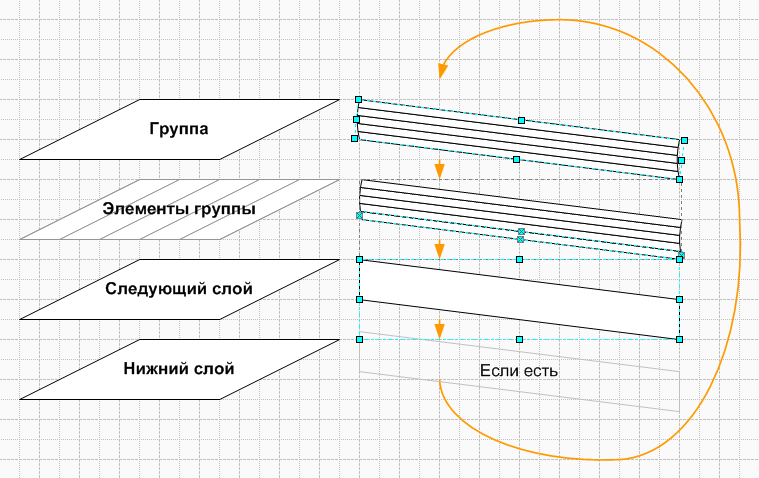 Группа
Элементы группы
Следующий слой
Нижний слой
Если есть